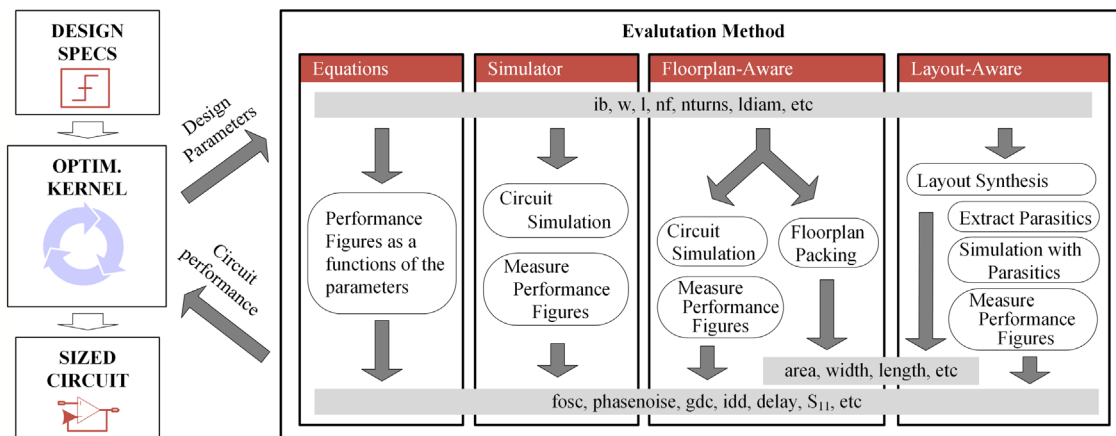 DESIGN
SPECS
OPTIM.
KERNEL
SIZED
CIRCUIT
Design
Parameters
Circuit
performance
Evalutation Method
Equations
Simulator
Floorplan-Aware
Layout-Aware
ib, w, l, nf, nturns, ldiam, etc
Performance
Figures as a
functions of the
parameters
Circuit
Simulation
Measure
Performance
Figures
Circuit
Simulation
Measure
Performance
Figures
Floorplan
Packing
Layout Synthesis
Extract Parasitics
Simulation with
Parasitics
Measure
Performance
Figures
area, width, length, etc
fosc, phasenoise, gdc, idd, delay, S₁₁, etc